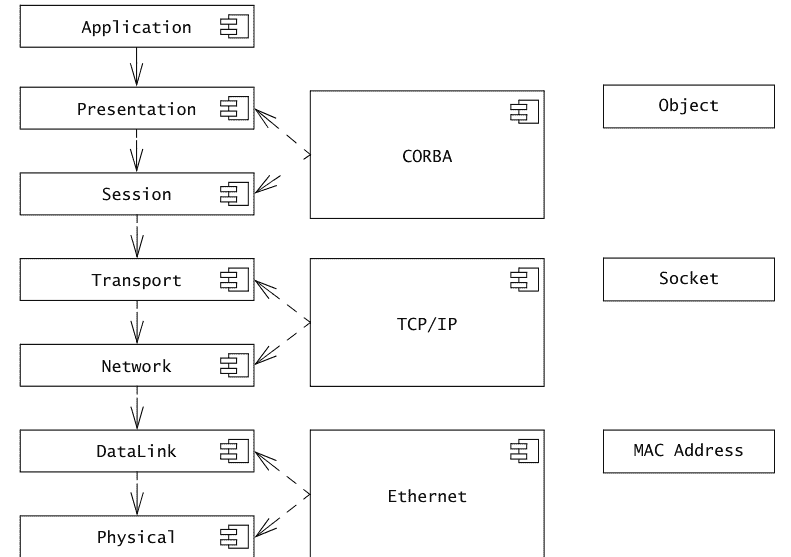 Application
Presentation
CORBA
Object
Session
Transport
TCP/IP
Socket
Network
DataLink
Ethernet
MAC Address
Physical